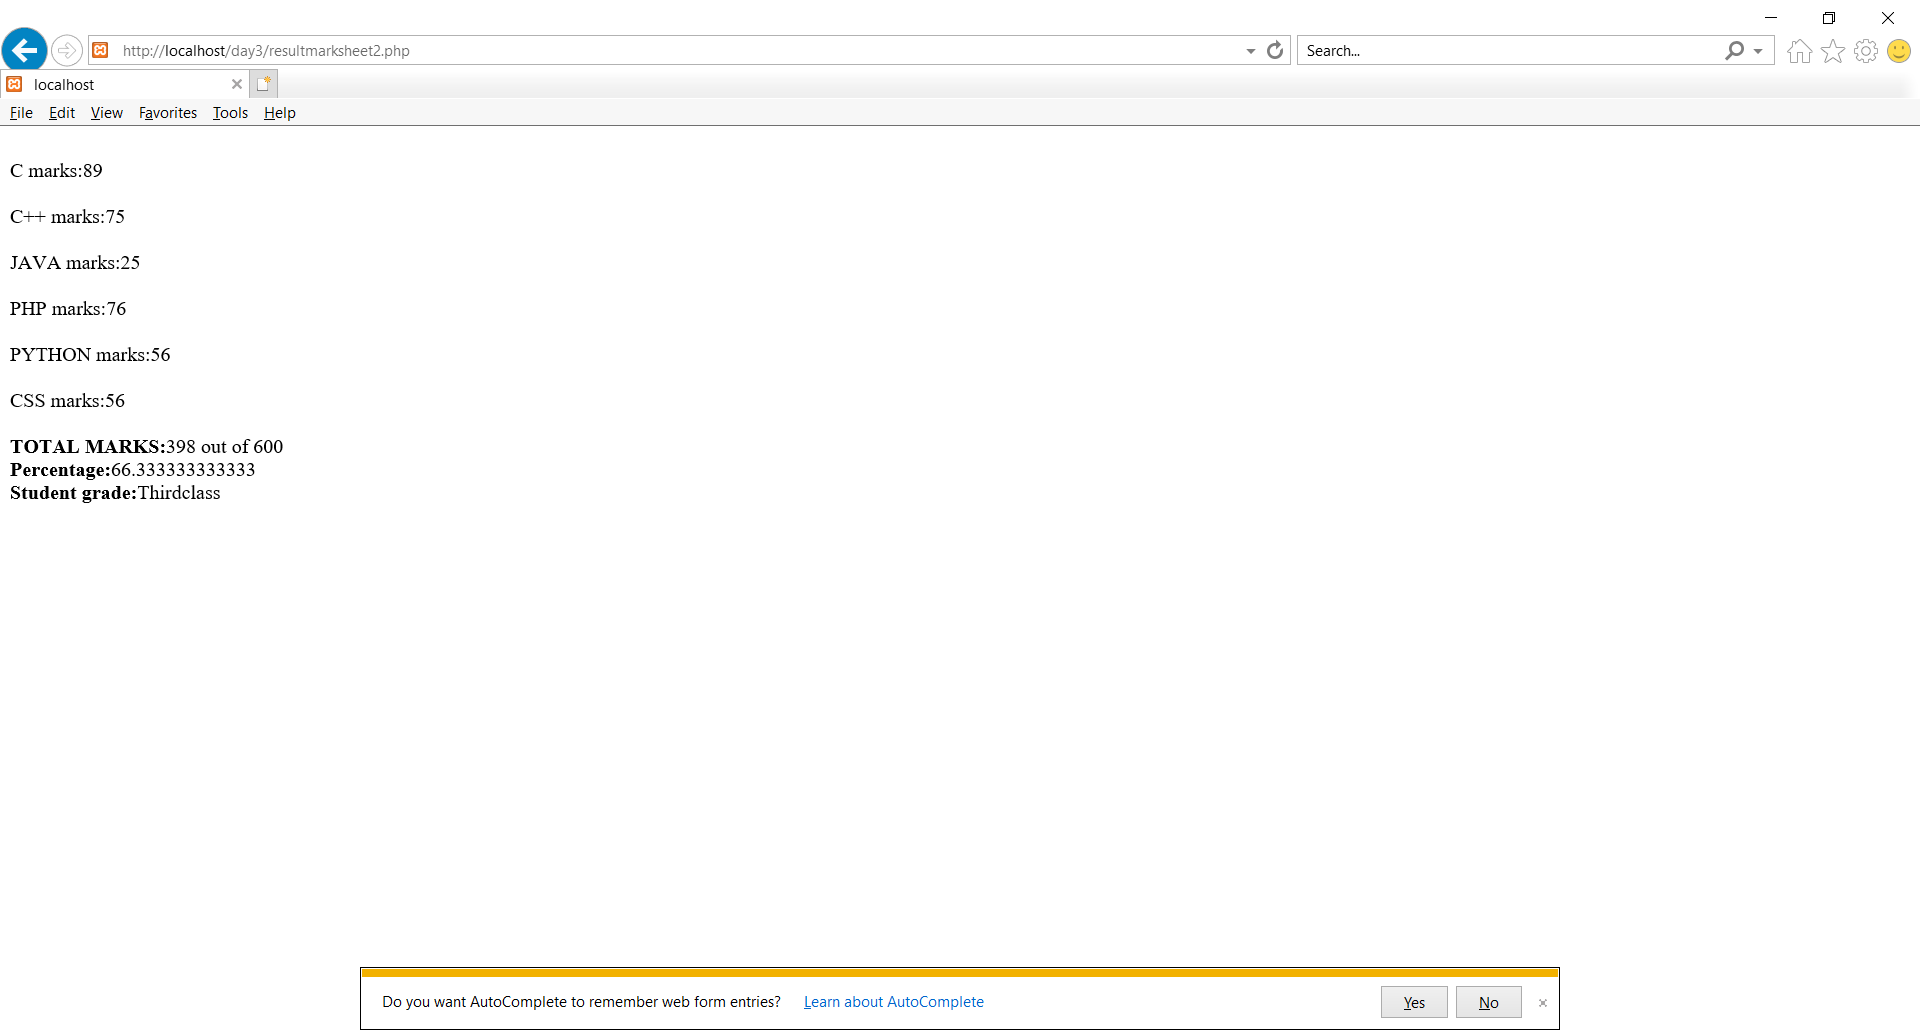 http://localhost/day3/resultmarksheet2.php
Search...
localhost
File Edit View Favorites Tools Help
C marks:89
C++ marks:75
JAVA marks:25
PHP marks:76
PYTHON marks:56
CSS marks:56
TOTAL MARKS:398 out of 600
Percentage:66.333333333333
Student grade:Thirdclass
Do you want AutoComplete to remember web form entries? Learn about AutoComplete Yes No